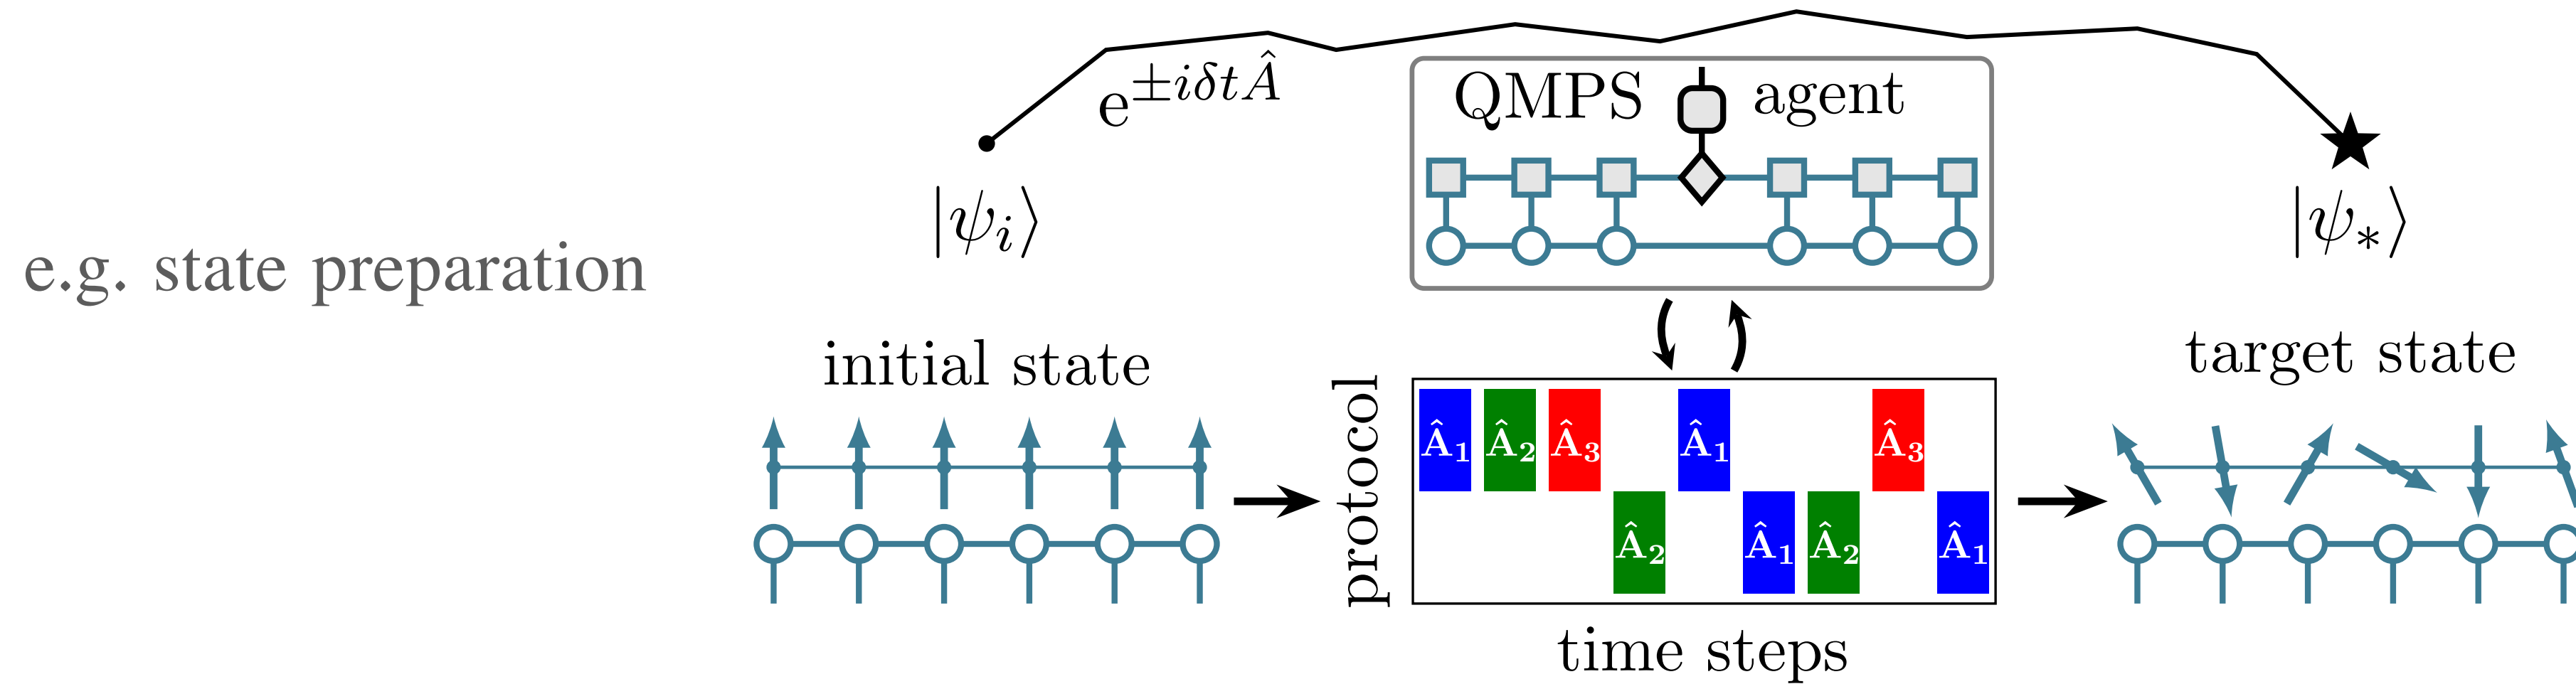 e.g. state preparation
e^{±iδtÂ}
|ψ_i⟩
QMPS agent
|ψ_*⟩
initial state
target state
protocol
Â₁ Â₂ Â₃ Â₁ Â₃
Â₂ Â₁ Â₂ Â₁
time steps